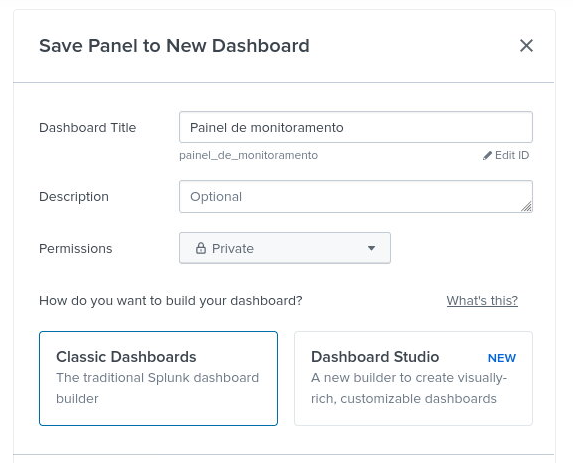 Save Panel to New Dashboard
Dashboard Title
Painel de monitoramento
painel_de_monitoramento
Edit ID
Description
Optional
Permissions
Private
How do you want to build your dashboard?
What's this?
Classic Dashboards
The traditional Splunk dashboard
builder
Dashboard Studio
NEW
A new builder to create visually-
rich, customizable dashboards